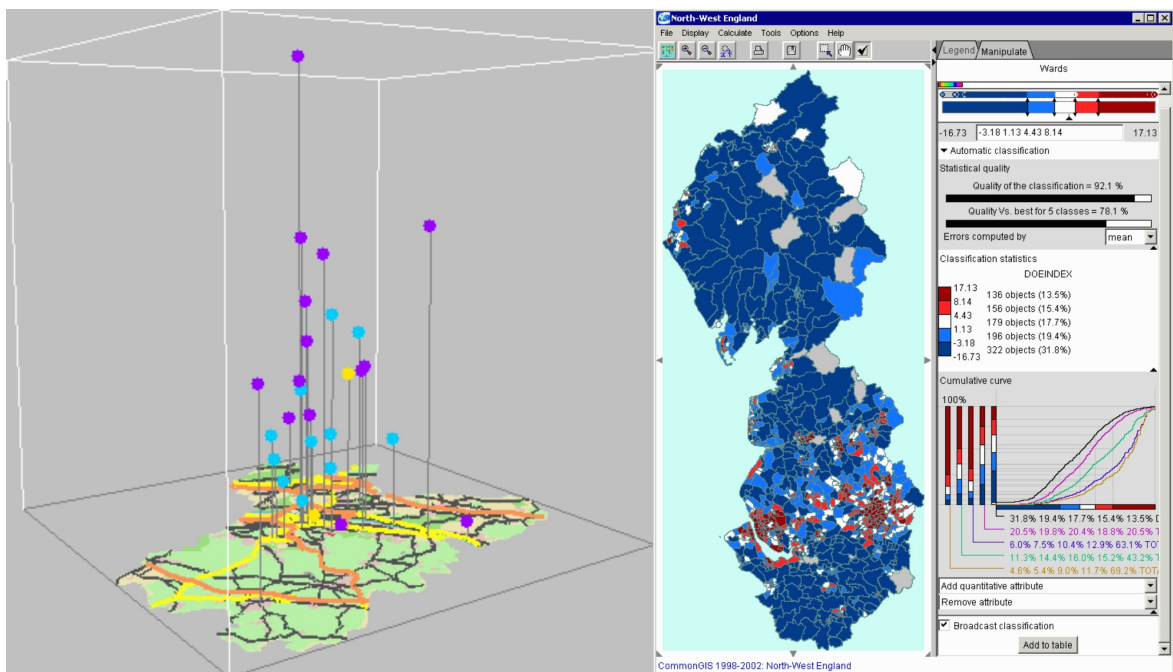 North-West England
File Display Calculate Tools Options Help
Legend Manipulate
Wards
-16.73 -3.18 1.13 4.43 8.14 17.13
Automatic classification
Statistical quality
Quality of the classification = 92.1 %
Quality Vs. best for 5 classes = 78.1 %
Errors computed by mean
Classification statistics
DOEINDEX
17.13
136 objects (13.5%)
8.14
156 objects (15.4%)
4.43
179 objects (17.7%)
1.13
196 objects (19.4%)
-3.18
322 objects (31.8%)
-16.73
Cumulative curve
100%
31.8% 19.4% 17.7% 15.4% 13.5% D
20.5% 19.8% 20.4% 18.8% 20.5% T
6.0% 7.5% 10.4% 12.9% 63.1% TO
11.3% 14.4% 16.0% 15.2% 43.2% T
4.6% 5.4% 9.0% 11.7% 69.2% TOTA
Add quantitative attribute
Remove attribute
Broadcast classification
Add to table
CommonGIS 1998-2002: North-West England